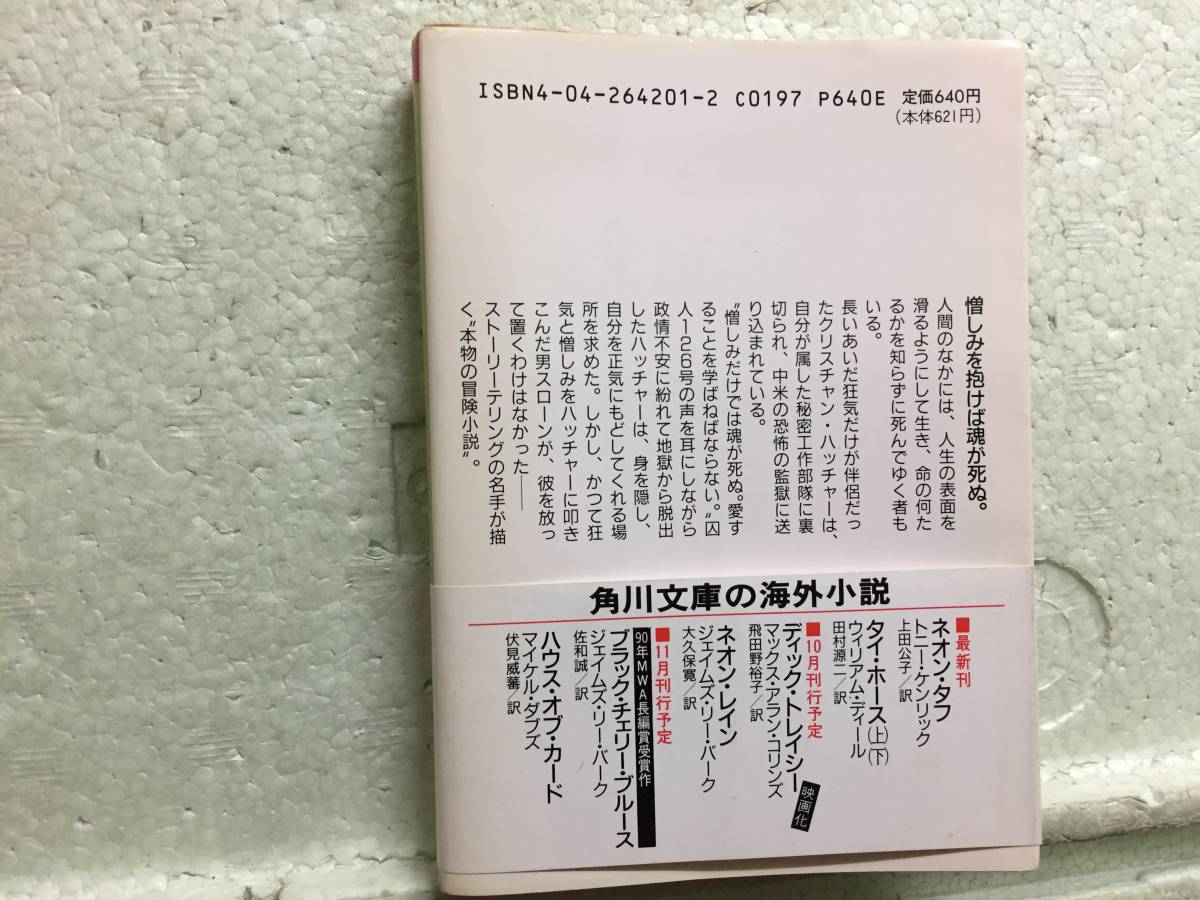 ISBN4-04-264201-2 C0197 P640E 定価640円
(本体621円)
憎しみを抱けば魂が死ぬ。
人間のなかには、人生の表面を
滑るようにして生き、命の何た
るかを知らずに死んでゆく者も
いる。
長いあいだ狂気だけが伴侶だっ
たクリスチャン・ハッチャーは、
自分が属した秘密工作部隊に裏
切られ、中米の恐怖の監獄に送
り込まれている。
〝憎しみだけでは魂が死ぬ。愛す
ることを学ばねばならない。〟囚
人126号の声を耳にしながら
政情不安に紛れて地獄から脱出
したハッチャーは、身を隠し、
自分を正気にもどしてくれる場
所を求めた。しかし、かつて狂
気と憎しみをハッチャーに叩き
こんだ男スローンが、彼を放っ
て置くわけはなかった――
ストーリーテリングの名手が描
く〝本物の冒険小説〟。
角川文庫の海外小説
■最新刊
ネオン・タフ
トニー・ケンリック
上田公子/訳
タイ・ホース(上)(下)
ウィリアム・ディール
田村源二/訳
■10月刊行予定
ディック・トレイシー 映画化
マックス・アラン・コリンズ
飛田野裕子/訳
ネオン・レイン
ジェイムズ・リー・バーク
大久保寛/訳
■11月刊行予定
90年MWA長編賞受賞作
ブラック・チェリー・ブルース
ジェイムズ・リー・バーク
佐和誠/訳
ハウス・オブ・カード
マイケル・ダブズ
伏見威蕃/訳